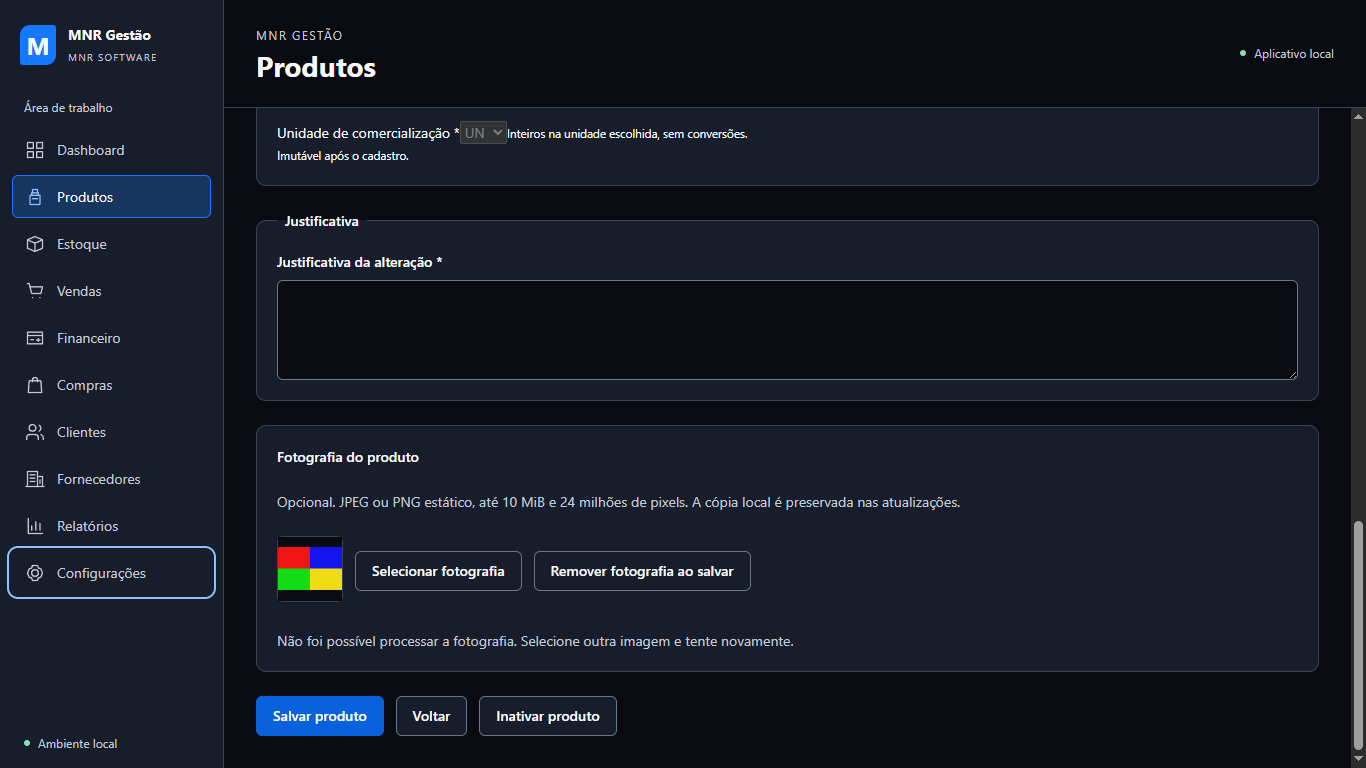 M
MNR Gestão
MNR SOFTWARE
Área de trabalho
Dashboard
Produtos
Estoque
Vendas
Financeiro
Compras
Clientes
Fornecedores
Relatórios
Configurações
Ambiente local
MNR GESTÃO
Produtos
Aplicativo local
Unidade de comercialização * UN Inteiros na unidade escolhida, sem conversões.
Imutável após o cadastro.
Justificativa
Justificativa da alteração *
Fotografia do produto
Opcional. JPEG ou PNG estático, até 10 MiB e 24 milhões de pixels. A cópia local é preservada nas atualizações.
Selecionar fotografia
Remover fotografia ao salvar
Não foi possível processar a fotografia. Selecione outra imagem e tente novamente.
Salvar produto
Voltar
Inativar produto